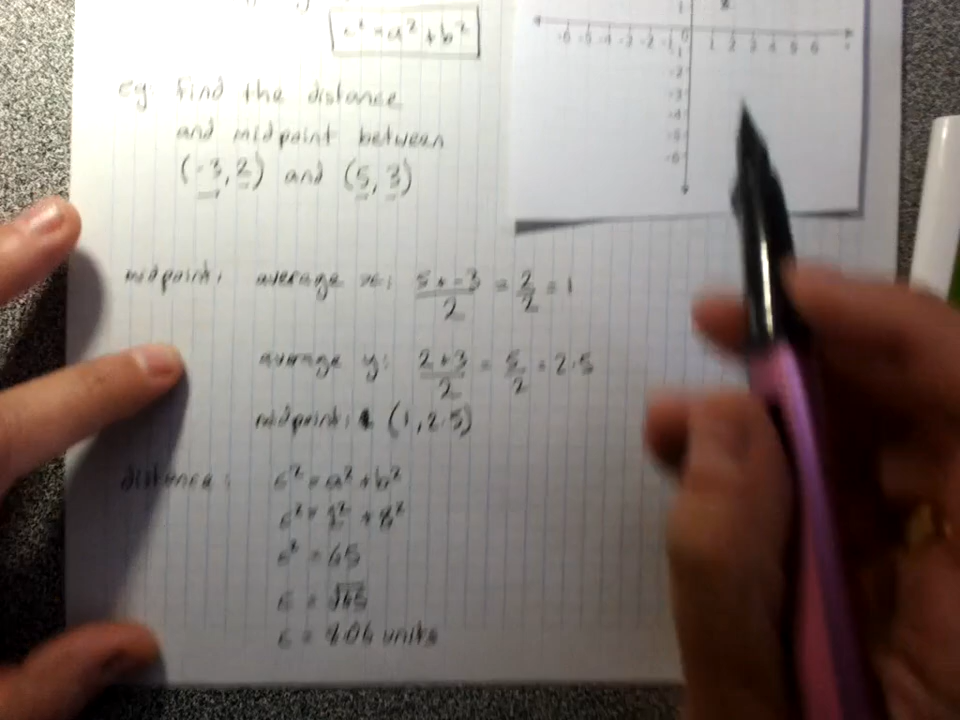 c² = a² + b²
eg: find the distance
and midpoint between
(-3, 2) and (5, 3)
midpoint: average x: 5 + -3 / 2 = 2/2 = 1
average y: 2+3 / 2 = 5/2 = 2.5
midpoint: (1, 2.5)
distance: c² = a² + b²
c² = 1² + 8²
c² = 65
c = √65
c = 8.06 units
1
-6 -5 -4 -3 -2 -1 0 1 2 3 4 5 6
-1
-2
-3
-4
-5
-6